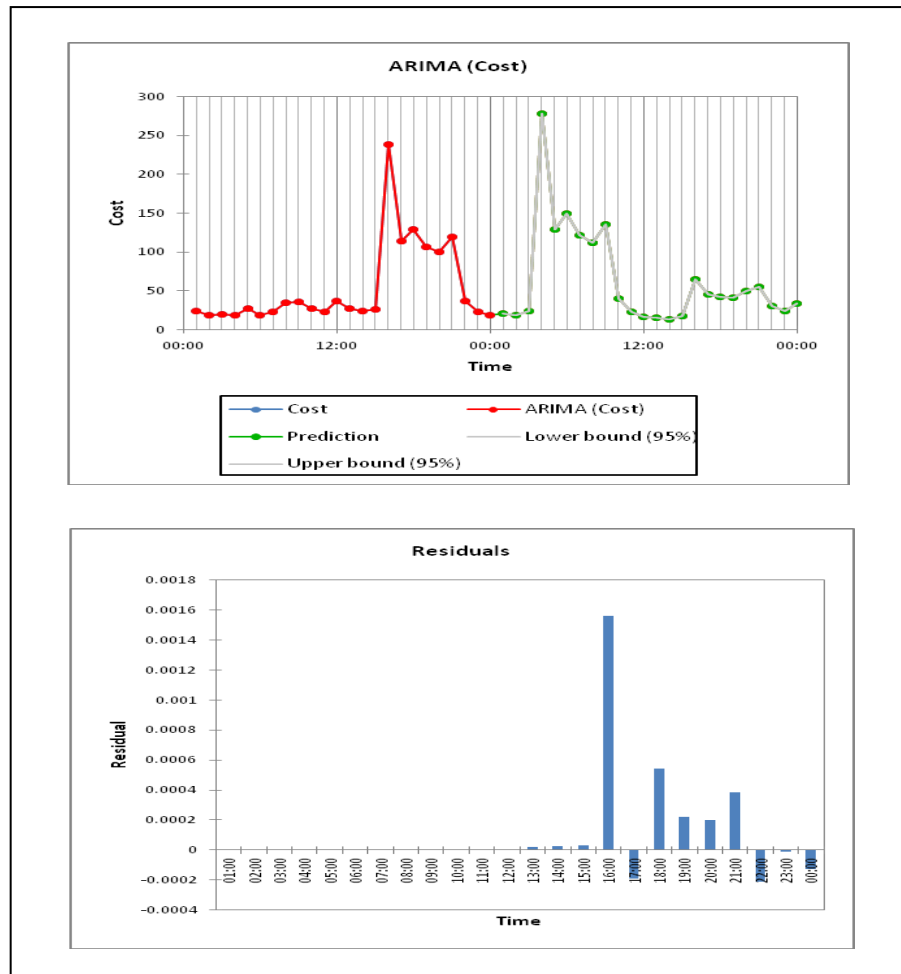 ARIMA (Cost)
300
250
200
150
100
50
0
Cost
00:00 12:00 00:00 12:00 00:00
Time
Cost ARIMA (Cost)
Prediction Lower bound (95%)
Upper bound (95%)
Residuals
0.0018
0.0016
0.0014
0.0012
0.001
0.0008
0.0006
0.0004
0.0002
0
-0.0002
-0.0004
Residual
01:00 02:00 03:00 04:00 05:00 06:00 07:00 08:00 09:00 10:00 11:00 12:00 13:00 14:00 15:00 16:00 17:00 18:00 19:00 20:00 21:00 22:00 23:00 00:00
Time